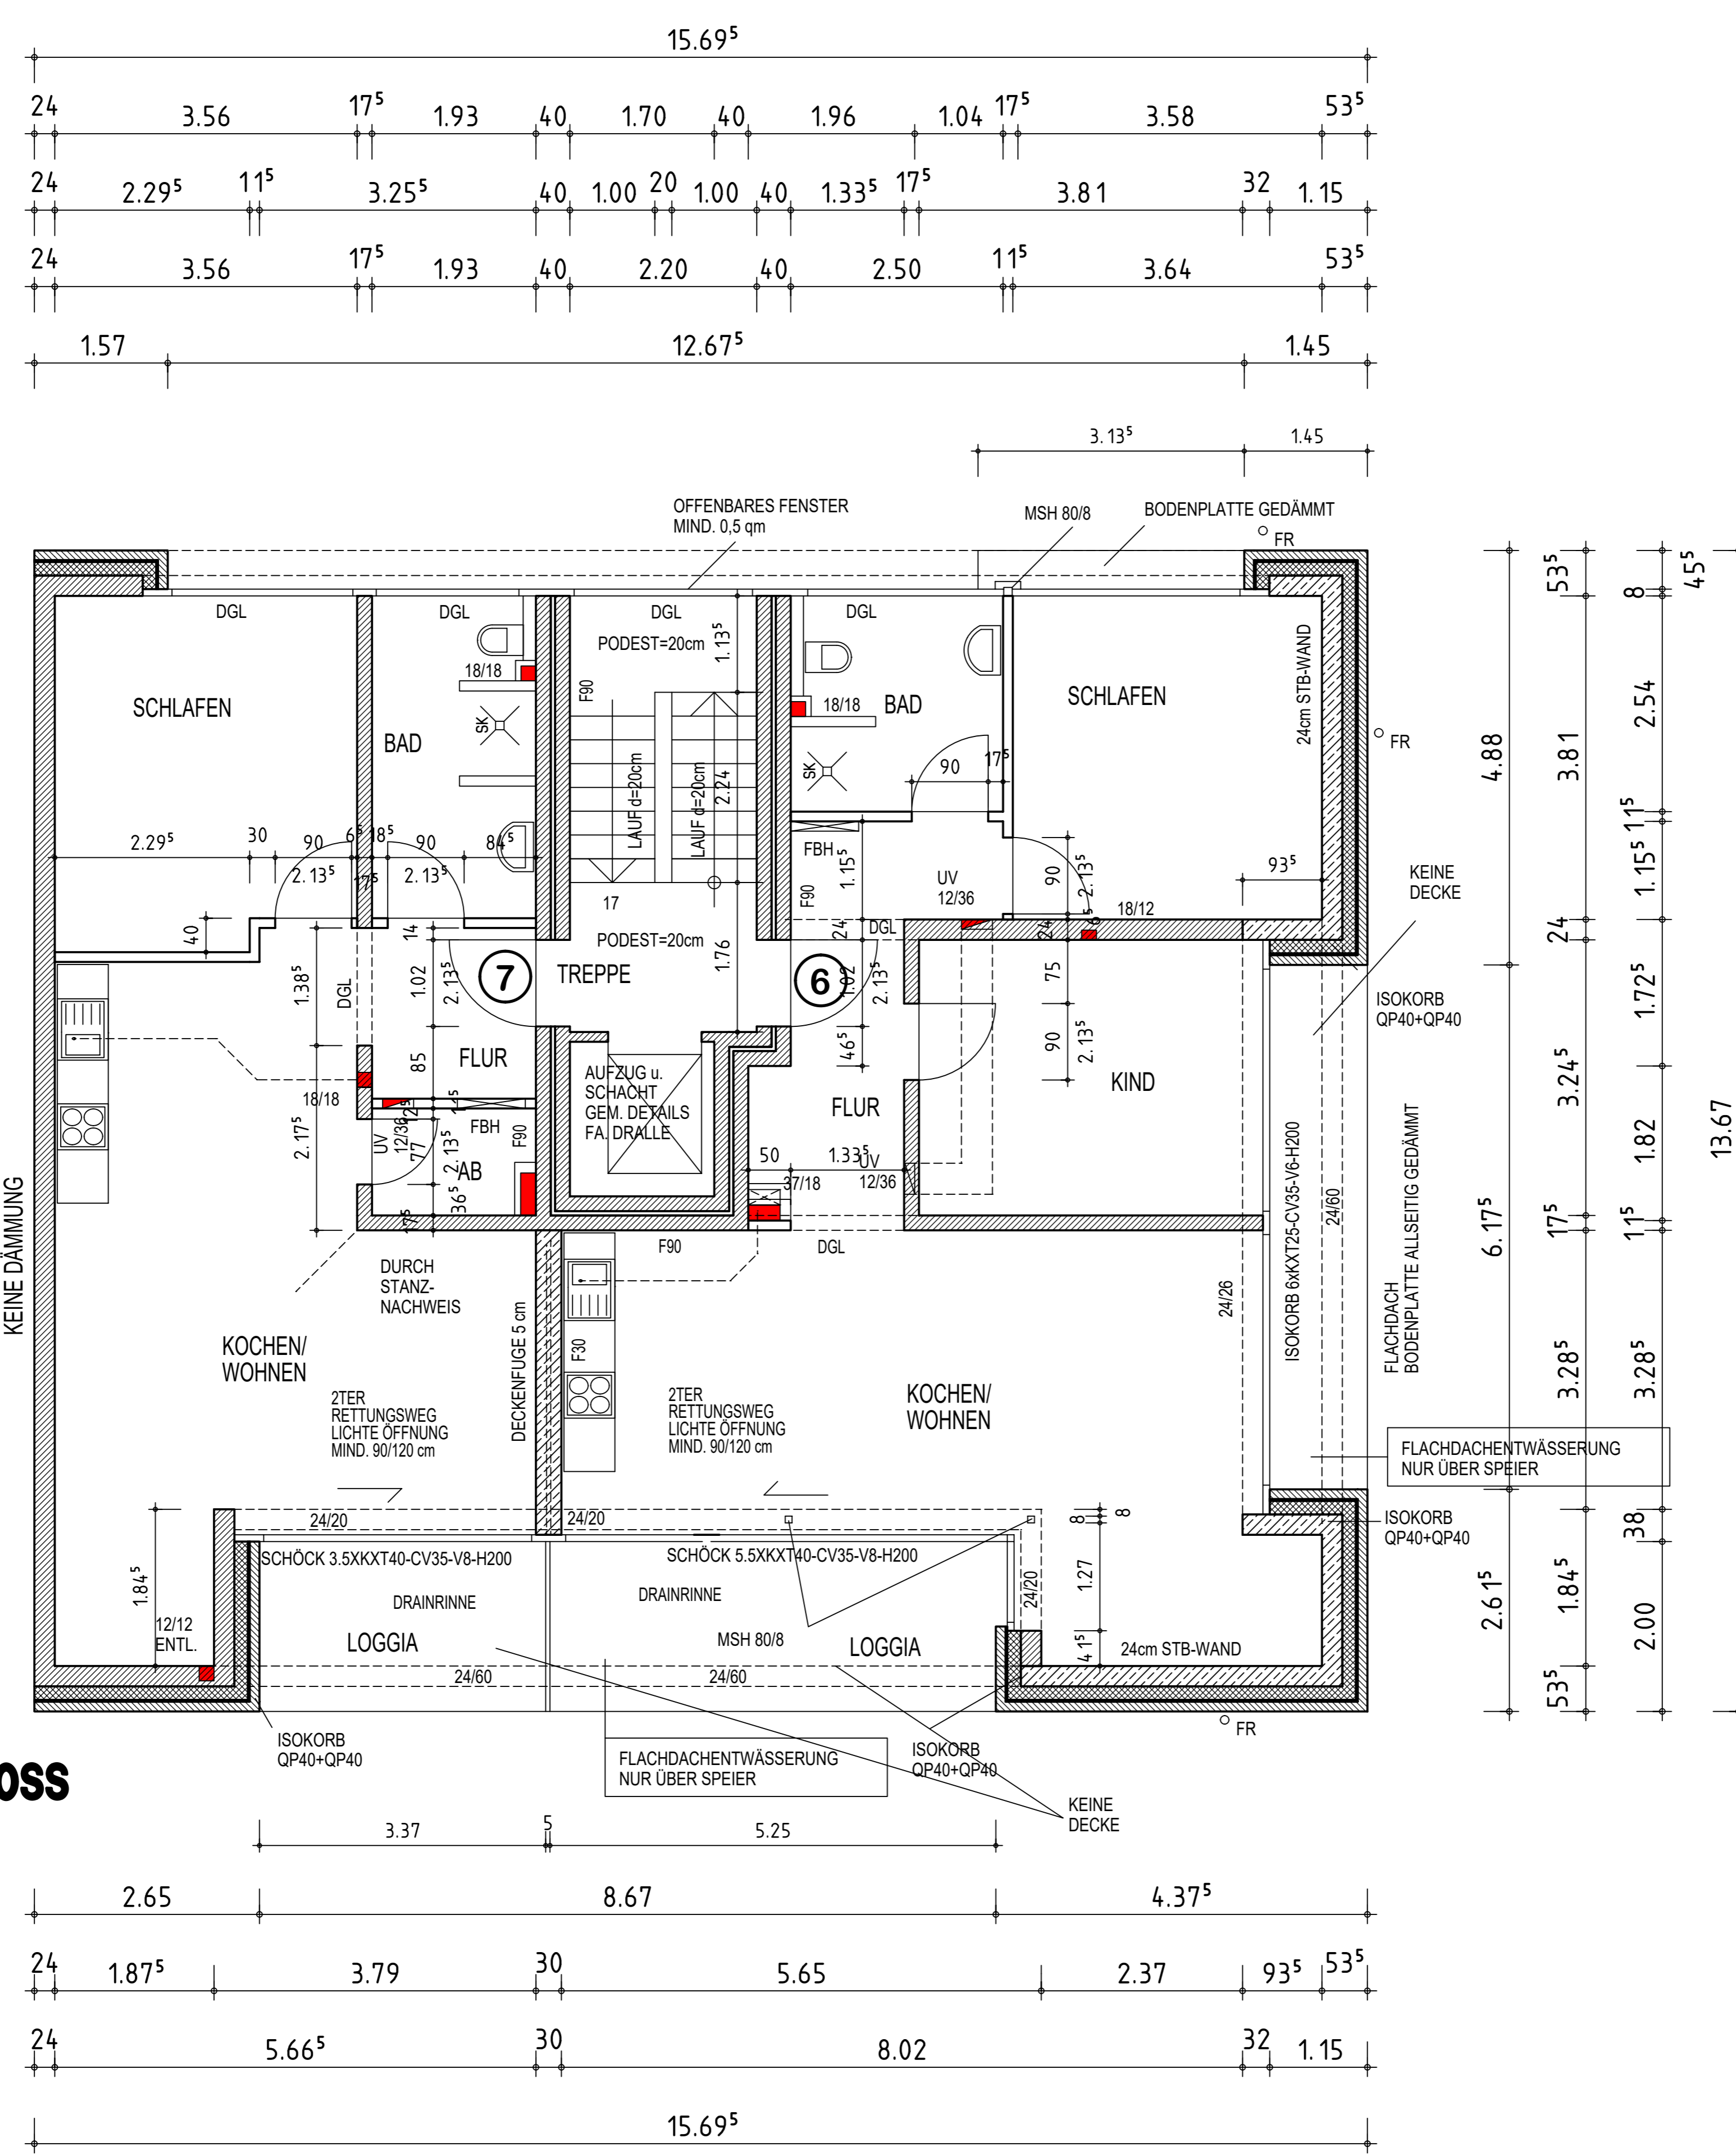 15.69⁵
24 3.56 17⁵ 1.93 40 1.70 40 1.96 1.04 17⁵ 3.58 53⁵
24 2.29⁵ 11⁵ 3.25⁵ 40 1.00 20 1.00 40 1.33⁵ 17⁵ 3.81 32 1.15
24 3.56 17⁵ 1.93 40 2.20 40 2.50 11⁵ 3.64 53⁵
1.57 12.67⁵ 1.45
3.13⁵ 1.45
OFFENBARES FENSTER
MIND. 0,5 qm
MSH 80/8
BODENPLATTE GEDÄMMT
FR
DGL
DGL
DGL
DGL
PODEST=20cm
1.13⁵
18/18
F90
SCHLAFEN
BAD
SK
18/18
BAD
SCHLAFEN
24cm STB-WAND
FR
LAUF d=20cm
LAUF d=20cm
2.24
SK
90
17⁵
2.29⁵
30
90
6⁵
18⁵
90
84⁵
2.13⁵
17⁵
2.13⁵
FBH
1.15⁵
F90
UV
12/36
90
2.13⁵
93⁵
18/12
6⁵
KEINE
DECKE
17
40
14
PODEST=20cm
1.76
24
DGL
24
1.38⁵
DGL
1.02
2.13⁵
7
TREPPE
6
1.02
2.13⁵
75
ISOKORB
QP40+QP40
85
FLUR
46⁵
90
2.13⁵
KIND
AUFZUG u.
SCHACHT
GEM. DETAILS
FA. DRALLE
FLUR
18/18
2.17⁵
UV
12/36
77
2.13⁵
FBH
F90
AB
36⁵
17⁵
50
1.33⁵
37/18
UV
12/36
ISOKORB 6xKXT25-CV35-V6-H200
24/60
FLACHDACH
BODENPLATTE ALLSEITIG GEDÄMMT
KEINE DÄMMUNG
F90
DGL
DURCH
STANZ-
NACHWEIS
24/26
KOCHEN/
WOHNEN
DECKENFUGE 5 cm
F30
KOCHEN/
WOHNEN
2TER
RETTUNGSWEG
LICHTE ÖFFNUNG
MIND. 90/120 cm
2TER
RETTUNGSWEG
LICHTE ÖFFNUNG
MIND. 90/120 cm
FLACHDACHENTWÄSSERUNG
NUR ÜBER SPEIER
24/20
24/20
8
8
ISOKORB
QP40+QP40
SCHÖCK 3.5XKXT40-CV35-V8-H200
SCHÖCK 5.5XKXT40-CV35-V8-H200
1.84⁵
DRAINRINNE
DRAINRINNE
24/20
1.27
12/12
ENTL.
LOGGIA
MSH 80/8
LOGGIA
41⁵
24cm STB-WAND
24/60
24/60
FR
ISOKORB
QP40+QP40
FLACHDACHENTWÄSSERUNG
NUR ÜBER SPEIER
ISOKORB
QP40+QP40
KEINE
DECKE
oss
4.88
6.17⁵
2.61⁵
53⁵
3.81
24
3.24⁵
17⁵
3.28⁵
1.84⁵
53⁵
8
2.54
11⁵
1.15⁵
1.72⁵
1.82
11⁵
3.28⁵
38
2.00
45⁵
13.67
3.37 5 5.25
2.65 8.67 4.37⁵
24 1.87⁵ 3.79 30 5.65 2.37 93⁵ 53⁵
24 5.66⁵ 30 8.02 32 1.15
15.69⁵